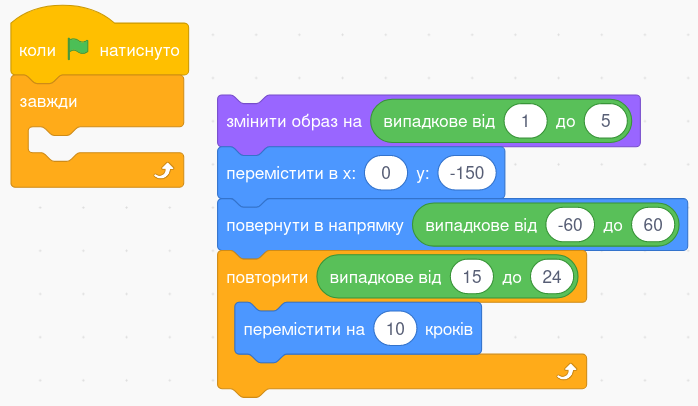 коли натиснуто
завжди
змінити образ на випадкове від 1 до 5
перемістити в x: 0 y: -150
повернути в напрямку випадкове від -60 до 60
повторити випадкове від 15 до 24
перемістити на 10 кроків